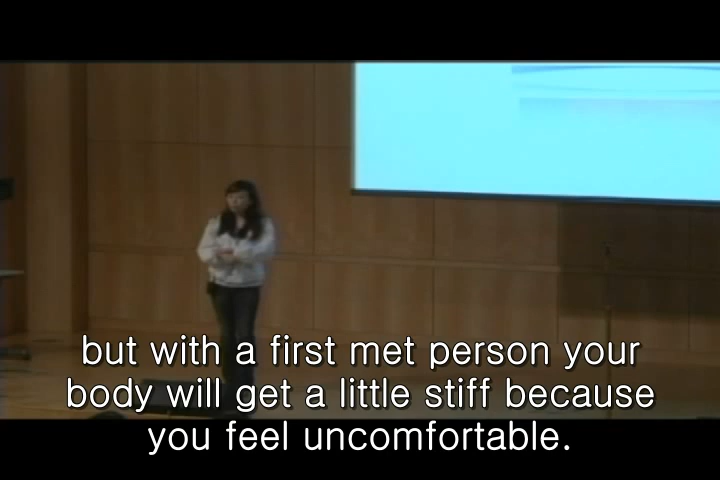 but with a first met person your
body will get a little stiff because
you feel uncomfortable.